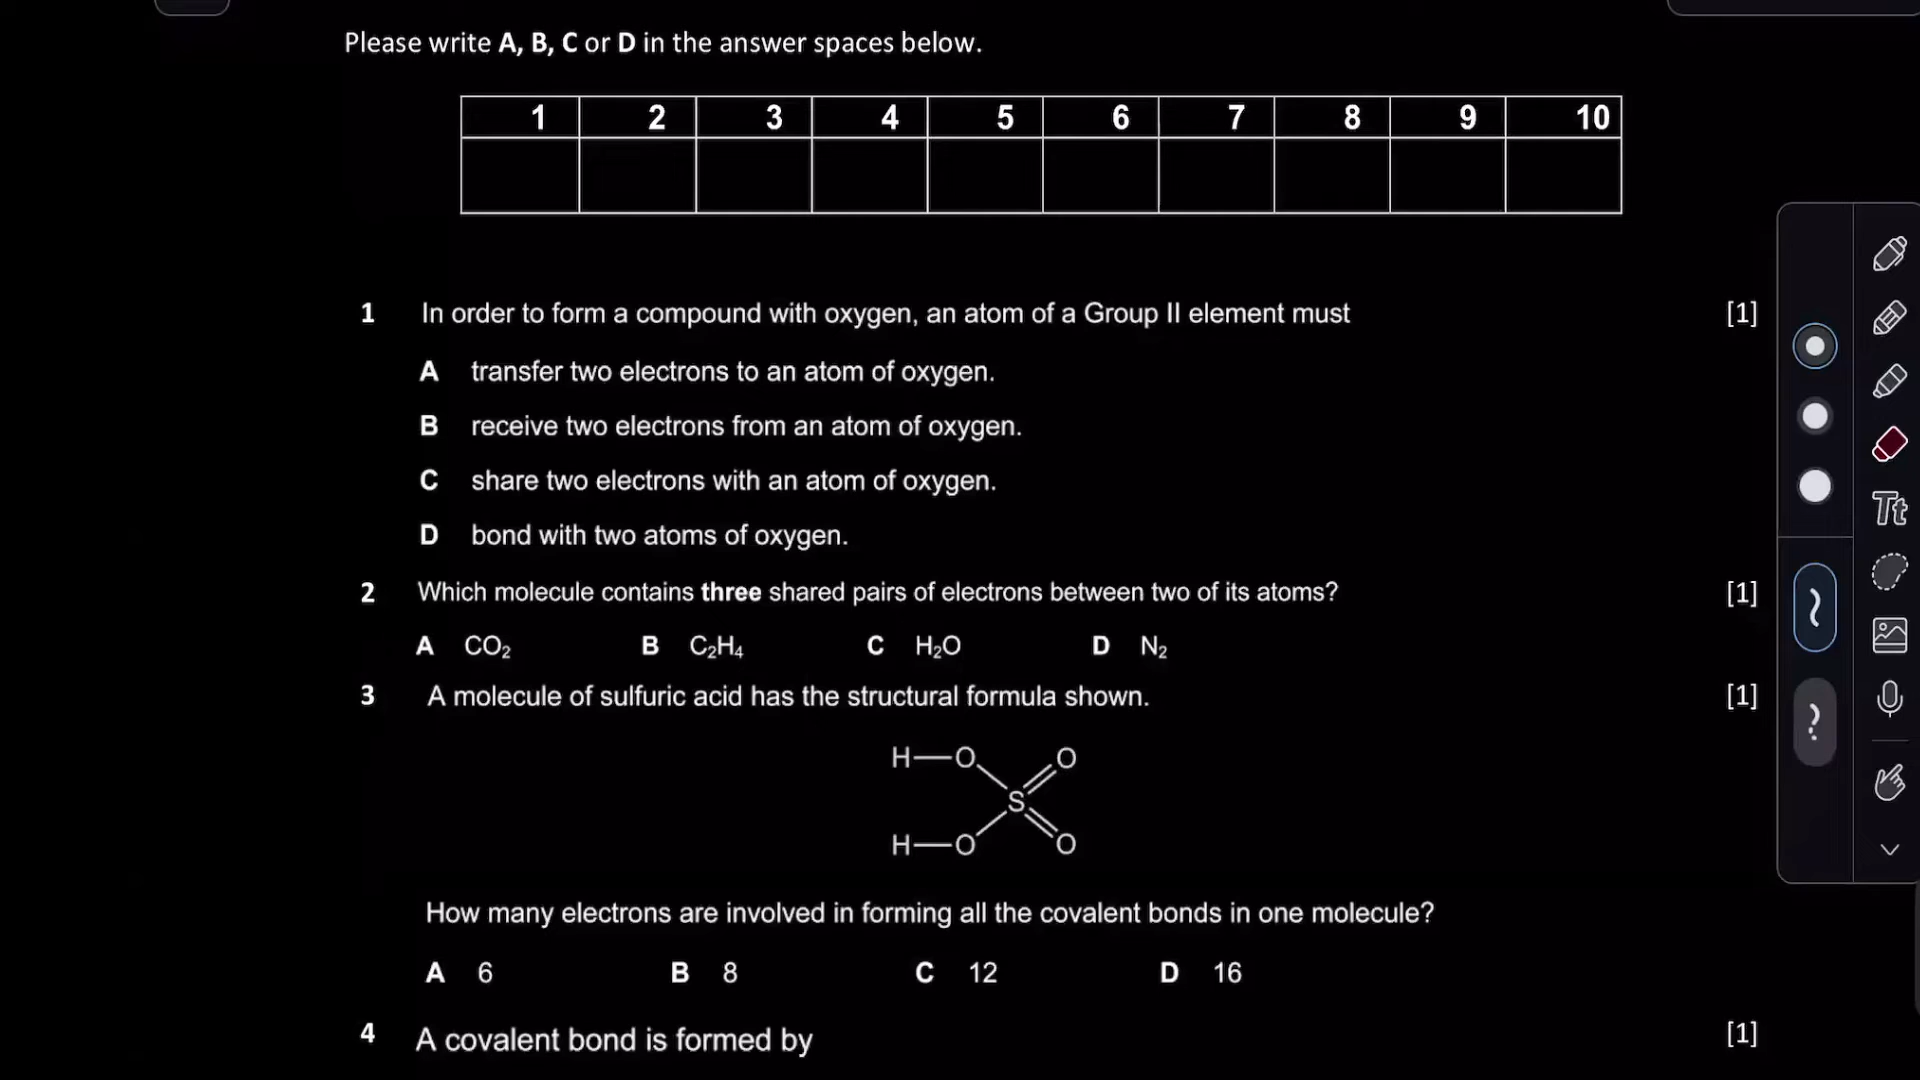 Please write A, B, C or D in the answer spaces below.
1 2 3 4 5 6 7 8 9 10
1 In order to form a compound with oxygen, an atom of a Group II element must [1]
A transfer two electrons to an atom of oxygen.
B receive two electrons from an atom of oxygen.
C share two electrons with an atom of oxygen.
D bond with two atoms of oxygen.
2 Which molecule contains three shared pairs of electrons between two of its atoms? [1]
A CO₂ B C₂H₄ C H₂O D N₂
3 A molecule of sulfuric acid has the structural formula shown. [1]
H—O O
S
H—O O
How many electrons are involved in forming all the covalent bonds in one molecule?
A 6 B 8 C 12 D 16
4 A covalent bond is formed by [1]
Tt